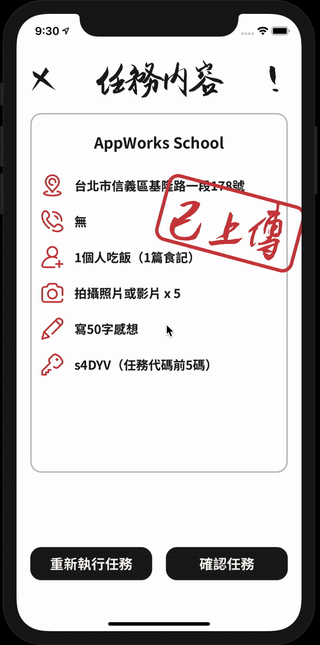 9:30
任務內容
!
AppWorks School
台北市信義區基隆路一段178號
已上傳
無
1個人吃飯（1篇食記）
拍攝照片或影片 x 5
寫50字感想
s4DYV（任務代碼前5碼）
重新執行任務
確認任務